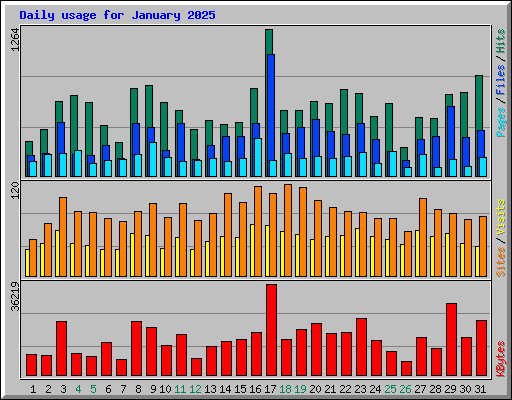 Daily usage for January 2025
1264
Pages / Files / Hits
120
Sites / Visits
36219
KBytes
1 2 3 4 5 6 7 8 9 10 11 12 13 14 15 16 17 18 19 20 21 22 23 24 25 26 27 28 29 30 31